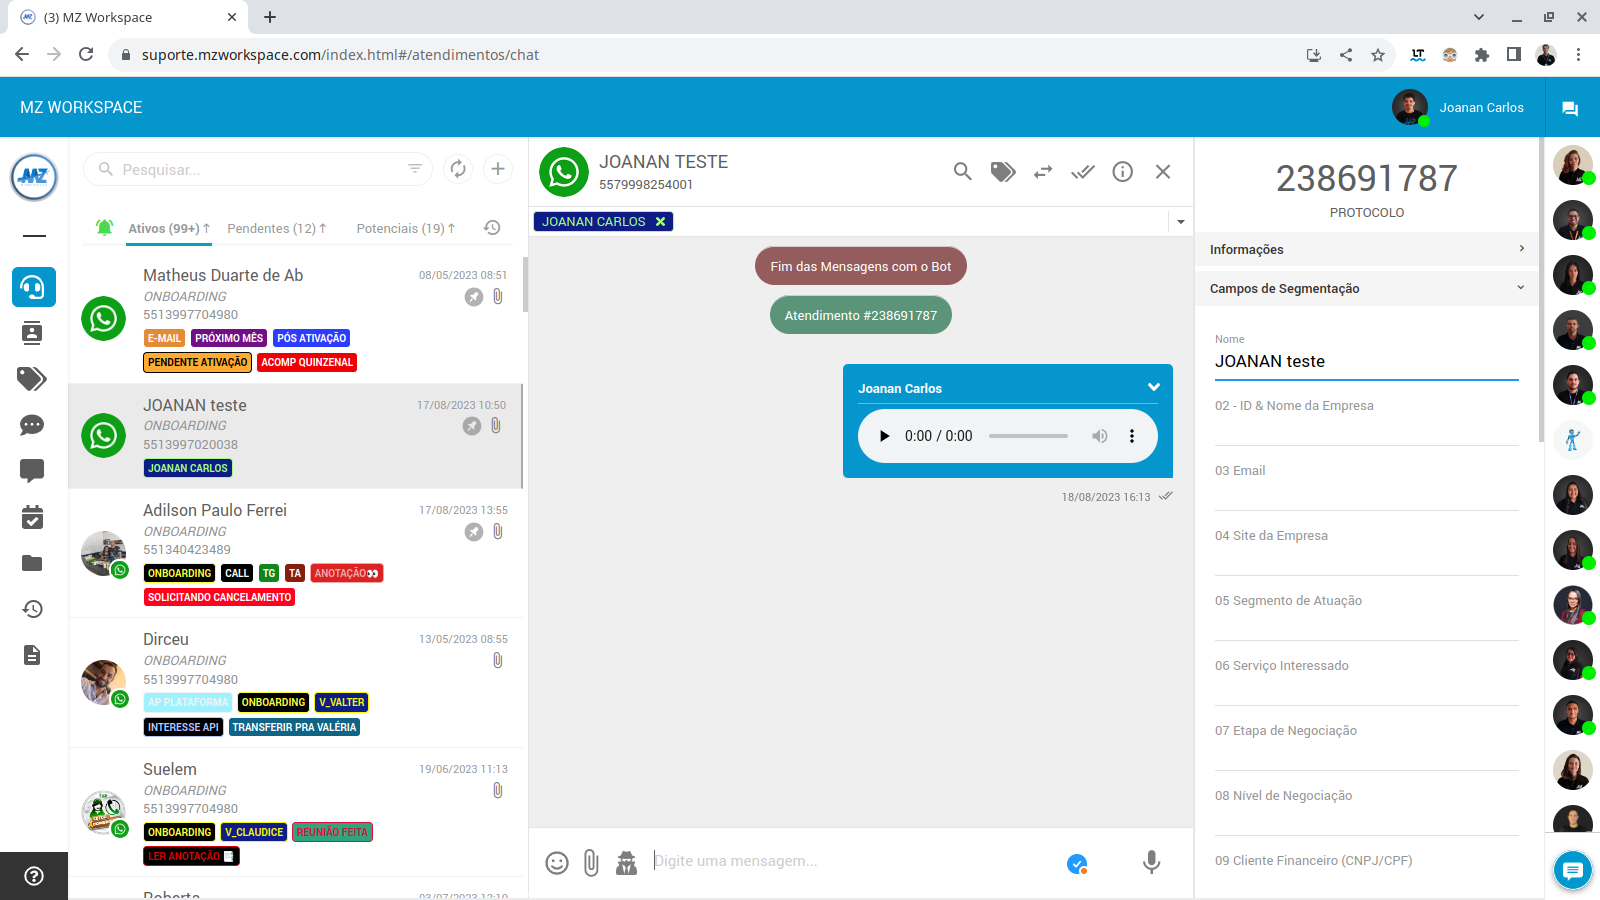 (3) MZ Workspace
suporte.mzworkspace.com/index.html#/atendimentos/chat
MZ WORKSPACE
Joanan Carlos
MZ
Pesquisar...
Ativos (99+)
Pendentes (12)
Potenciais (19)
Matheus Duarte de Ab
08/05/2023 08:51
ONBOARDING
5513997704980
E-MAIL PRÓXIMO MÊS PÓS ATIVAÇÃO
PENDENTE ATIVAÇÃO ACOMP QUINZENAL
JOANAN teste
17/08/2023 10:50
ONBOARDING
5513997020038
JOANAN CARLOS
Adilson Paulo Ferrei
17/08/2023 13:55
ONBOARDING
551340423489
ONBOARDING CALL TG TA ANOTAÇÃO👀
SOLICITANDO CANCELAMENTO
Dirceu
13/05/2023 08:55
ONBOARDING
5513997704980
AP PLATAFORMA ONBOARDING V_VALTER
INTERESSE API TRANSFERIR PRA VALÉRIA
Suelem
19/06/2023 11:13
ONBOARDING
5513997704980
ONBOARDING V_CLAUDICE REUNIÃO FEITA
LER ANOTAÇÃO
JOANAN TESTE
5579998254001
JOANAN CARLOS
Fim das Mensagens com o Bot
Atendimento #238691787
Joanan Carlos
0:00 / 0:00
18/08/2023 16:13
Digite uma mensagem...
238691787
PROTOCOLO
Informações
Campos de Segmentação
Nome
JOANAN teste
02 - ID & Nome da Empresa
03 Email
04 Site da Empresa
05 Segmento de Atuação
06 Serviço Interessado
07 Etapa de Negociação
08 Nível de Negociação
09 Cliente Financeiro (CNPJ/CPF)